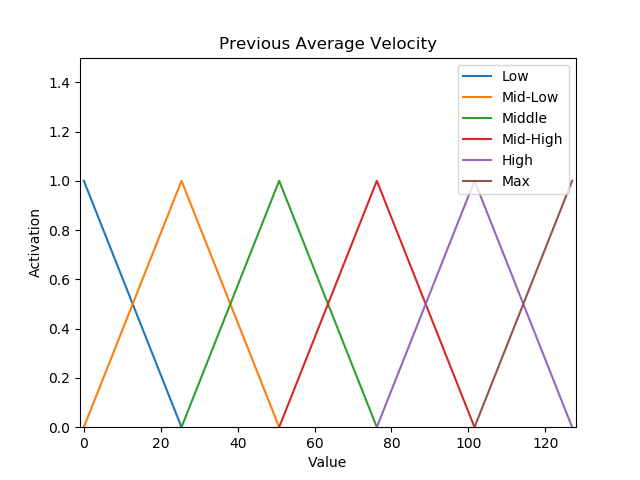 Previous Average Velocity
1.4
1.2
1.0
0.8
0.6
0.4
0.2
0.0
Activation
Low
Mid-Low
Middle
Mid-High
High
Max
0 20 40 60 80 100 120
Value